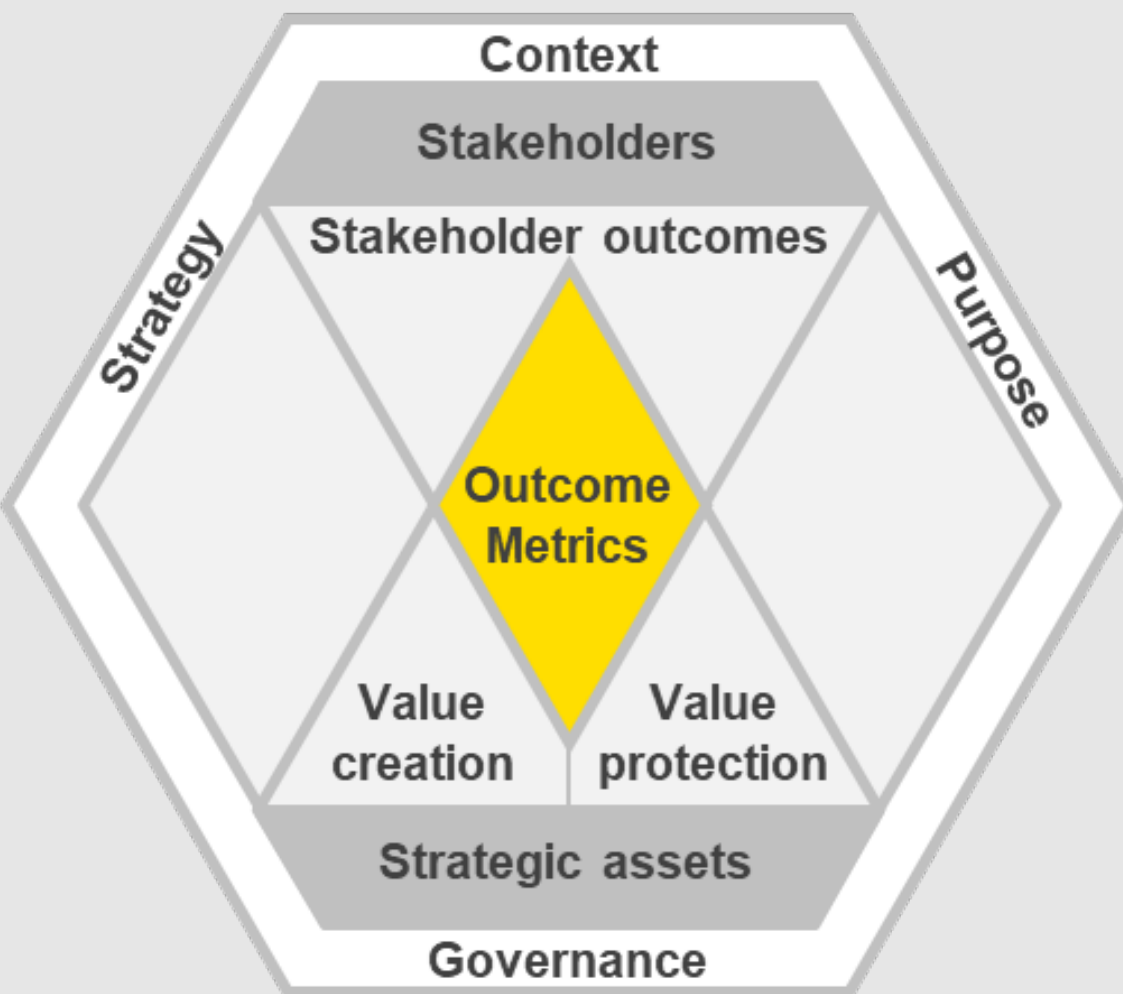 Context
Stakeholders
Stakeholder outcomes
Strategy
Purpose
Outcome
Metrics
Value
creation
Value
protection
Strategic assets
Governance